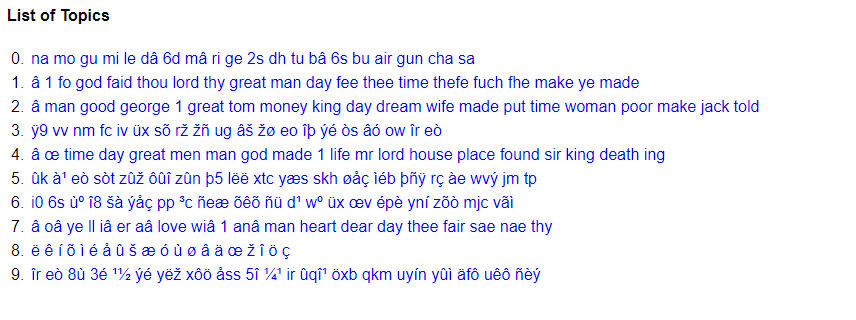 List of Topics
0. na mo gu mi le dâ 6d mâ ri ge 2s dh tu bâ 6s bu air gun cha sa
1. â 1 fo god faid thou lord thy great man day fee thee time thefe fuch fhe make ye made
2. â man good george 1 great tom money king day dream wife made put time woman poor make jack told
3. ÿ9 vv nm fc iv üx sõ rž žñ ug âš žø eo îþ ýé òs âó ow îr eò
4. â œ time day great men man god made 1 life mr lord house place found sir king death ing
5. ûk à¹ eò sòt zûž ôûî zûn þ5 lëë xtc yæs skh øåç ìéb þñÿ rç àe wvý jm tp
6. i0 6s ùº î8 šà ýåç pp ³c ñeæ õêõ ñü d¹ wº üx œv épè yní zõò mjc vãì
7. â oâ ye ll iâ er aâ love wiâ 1 anâ man heart dear day thee fair sae nae thy
8. ë ê í õ ì é å û š æ ó ù ø â ä œ ž î ö ç
9. îr eò 8ù 3é ¹½ ýé yëž xôö åss 5î ¼¹ ir ûqî¹ öxb qkm uyín yûì äfô uêô ñèý